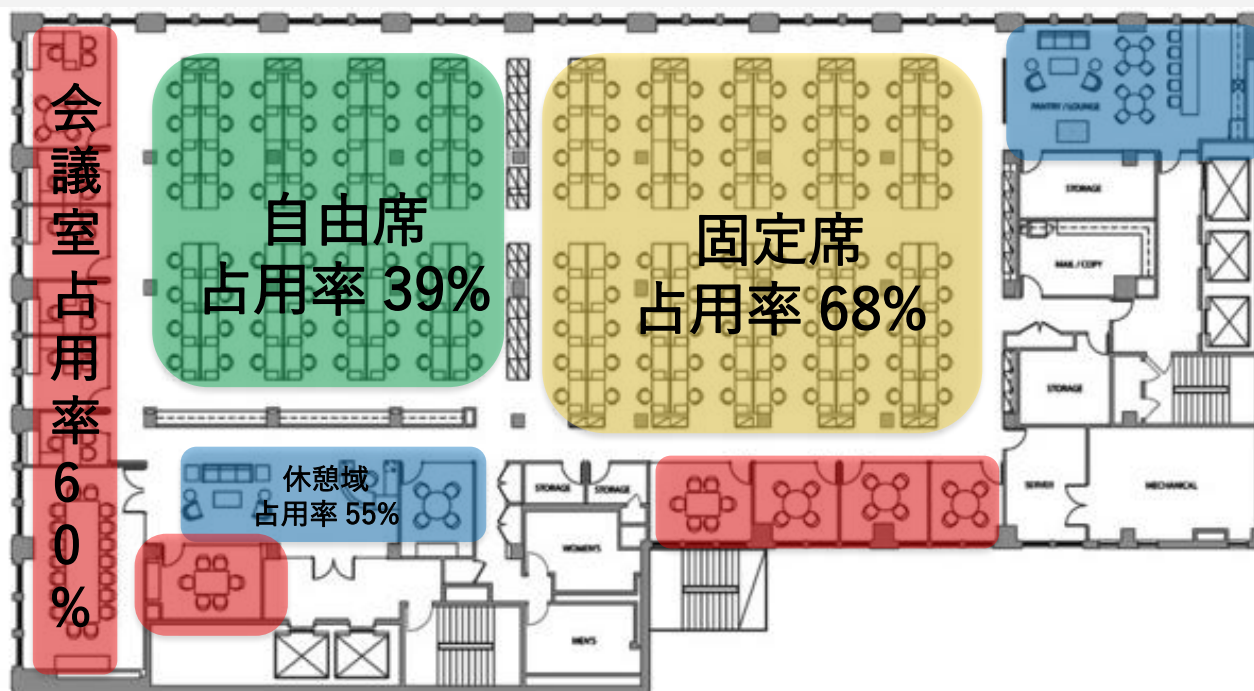 会議室占用率60%
自由席
占用率 39%
固定席
占用率 68%
PANTRY / LOUNGE
STORAGE
MAIL / COPY
STORAGE
休憩域
占用率 55%
STORAGE
STORAGE
SERVER
MECHANICAL
WOMEN'S
MEN'S